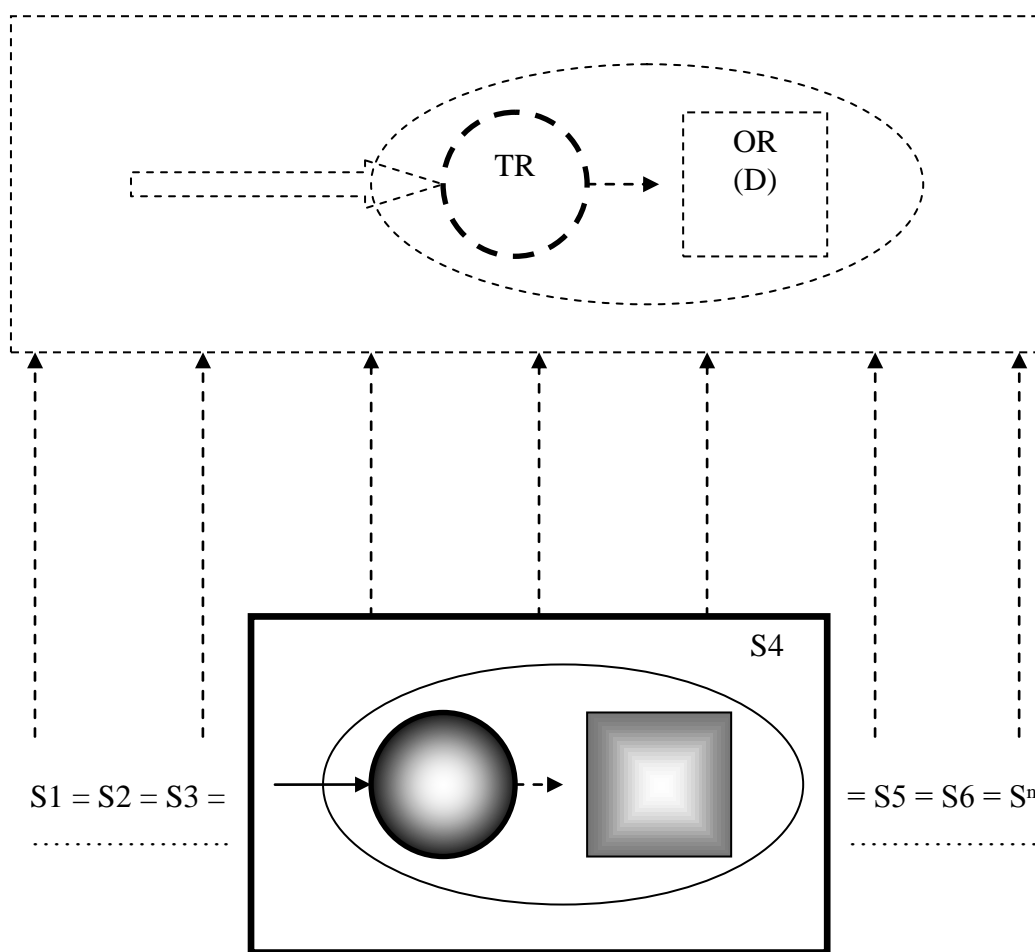 TR
OR
(D)
S4
S1 = S2 = S3 =
= S5 = S6 = Sⁿ